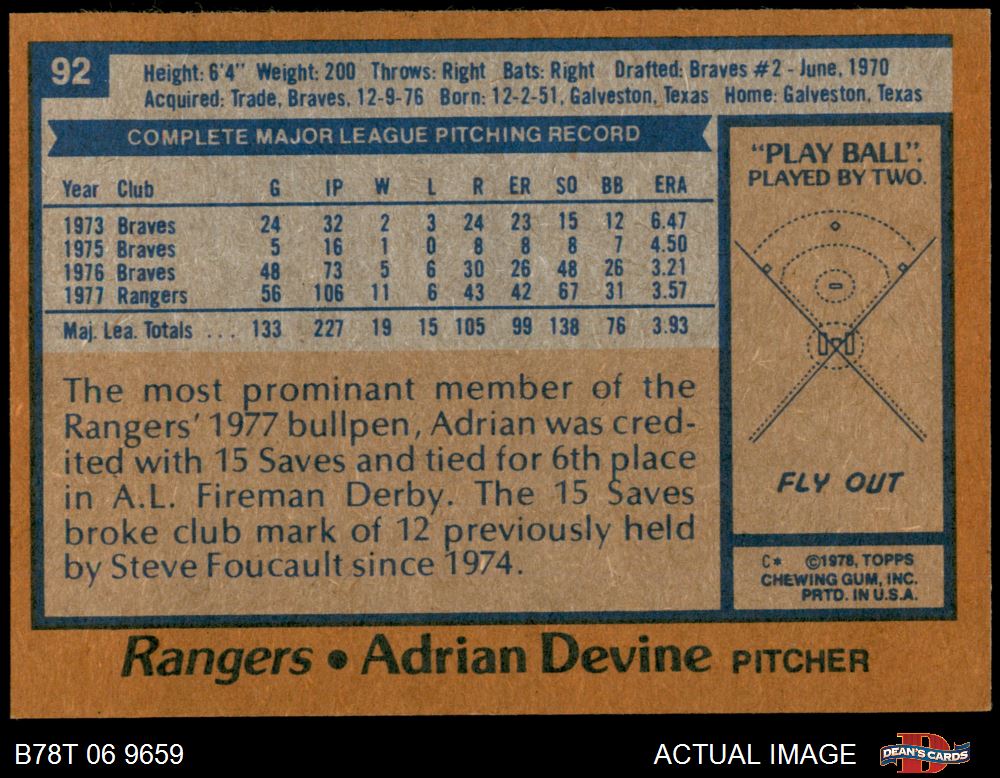 92
Height: 6'4" Weight: 200 Throws: Right Bats: Right Drafted: Braves #2 - June, 1970
Acquired: Trade, Braves, 12-9-76 Born: 12-2-51, Galveston, Texas Home: Galveston, Texas
COMPLETE MAJOR LEAGUE PITCHING RECORD
Year Club G IP W L R ER SO BB ERA
1973 Braves 24 32 2 3 24 23 15 12 6.47
1975 Braves 5 16 1 0 8 8 8 7 4.50
1976 Braves 48 73 5 6 30 26 48 26 3.21
1977 Rangers 56 106 11 6 43 42 67 31 3.57
Maj. Lea. Totals ... 133 227 19 15 105 99 138 76 3.93
The most prominant member of the
Rangers' 1977 bullpen, Adrian was cred-
ited with 15 Saves and tied for 6th place
in A.L. Fireman Derby. The 15 Saves
broke club mark of 12 previously held
by Steve Foucault since 1974.
"PLAY BALL".
PLAYED BY TWO.
FLY OUT
C* ©1978, TOPPS
CHEWING GUM, INC.
PRTD. IN U.S.A.
Rangers • Adrian Devine PITCHER
B78T 06 9659
ACTUAL IMAGE
D
DEAN'S CARDS